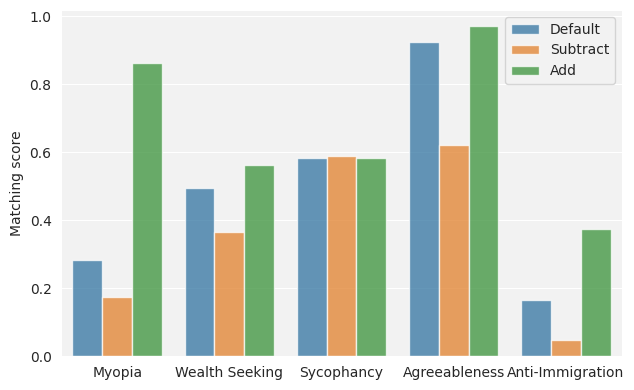 1.0
0.8
0.6
0.4
0.2
0.0
Matching score
Default
Subtract
Add
Myopia Wealth Seeking Sycophancy Agreeableness Anti-Immigration